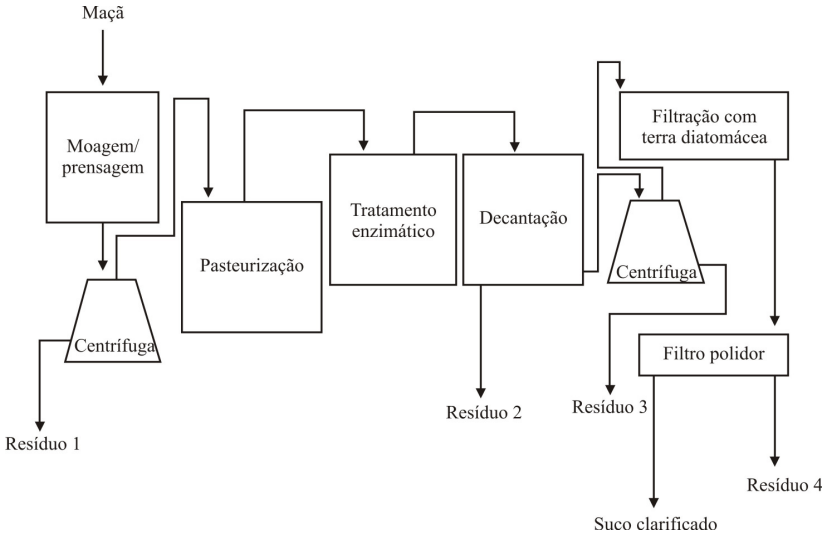 Maçã
Moagem/
prensagem
Centrífuga
Resíduo 1
Pasteurização
Tratamento
enzimático
Decantação
Resíduo 2
Centrífuga
Resíduo 3
Filtração com
terra diatomácea
Filtro polidor
Resíduo 4
Suco clarificado